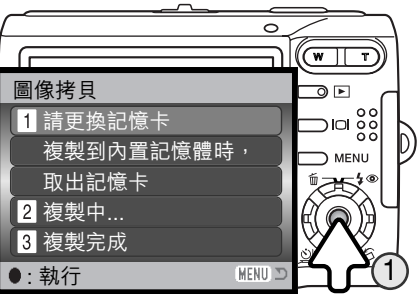 W T
圖像拷貝
1 請更換記憶卡
複製到內置記憶體時，
取出記憶卡
MENU
2 複製中...
3 複製完成
●：執行 MENU
1